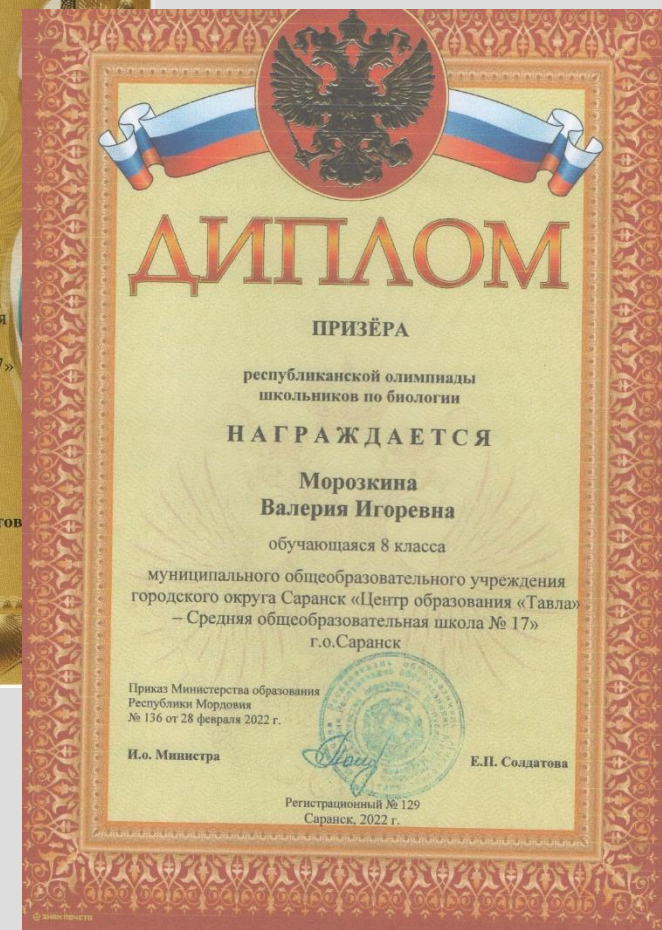 я
7»
тов
ДИПЛОМ
ПРИЗЁРА
республиканской олимпиады
школьников по биологии
НАГРАЖДАЕТСЯ
Морозкина
Валерия Игоревна
обучающаяся 8 класса
муниципального общеобразовательного учреждения
городского округа Саранск «Центр образования «Тавла»
– Средняя общеобразовательная школа № 17»
г.о.Саранск
Приказ Министерства образования
Республики Мордовия
№ 136 от 28 февраля 2022 г.
И.о. Министра
Е.П. Солдатова
Регистрационный № 129
Саранск, 2022 г.